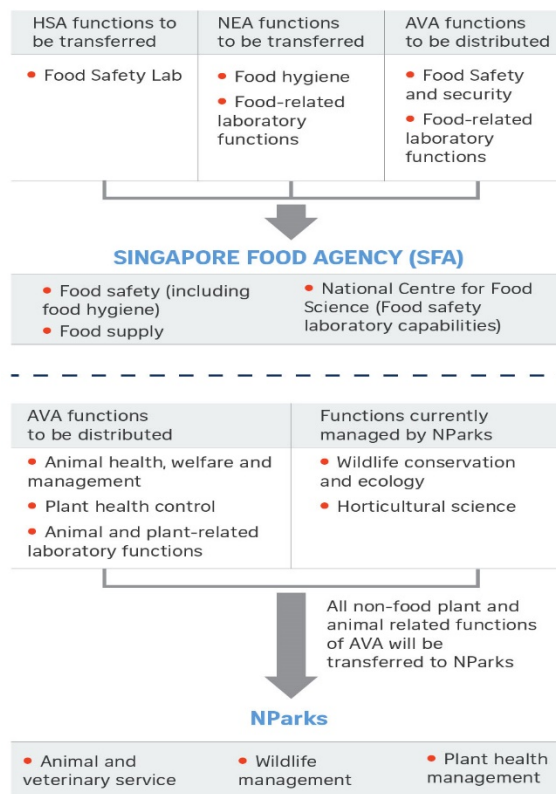 HSA functions to
be transferred
• Food Safety Lab
NEA functions
to be transferred
• Food hygiene
• Food-related
laboratory
functions
AVA functions
to be distributed
• Food Safety
and security
• Food-related
laboratory
functions
SINGAPORE FOOD AGENCY (SFA)
• Food safety (including
food hygiene)
• Food supply
• National Centre for Food
Science (Food safety
laboratory capabilities)
AVA functions
to be distributed
• Animal health, welfare and
management
• Plant health control
• Animal and plant-related
laboratory functions
Functions currently
managed by NParks
• Wildlife conservation
and ecology
• Horticultural science
All non-food plant and
animal related functions
of AVA will be
transferred to NParks
NParks
• Animal and
veterinary service
• Wildlife
management
• Plant health
management